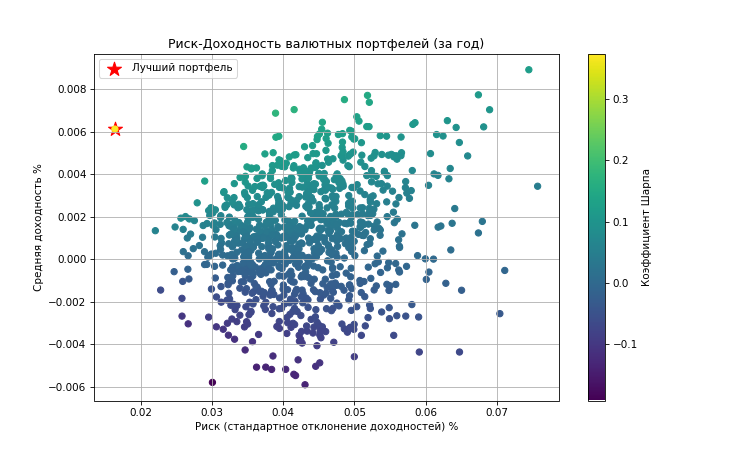 Риск-Доходность валютных портфелей (за год)
Лучший портфель
0.008
0.006
0.004
0.002
0.000
−0.002
−0.004
−0.006
Средняя доходность %
0.02 0.03 0.04 0.05 0.06 0.07
Риск (стандартное отклонение доходностей) %
0.3
0.2
0.1
0.0
−0.1
Коэффициент Шарпа